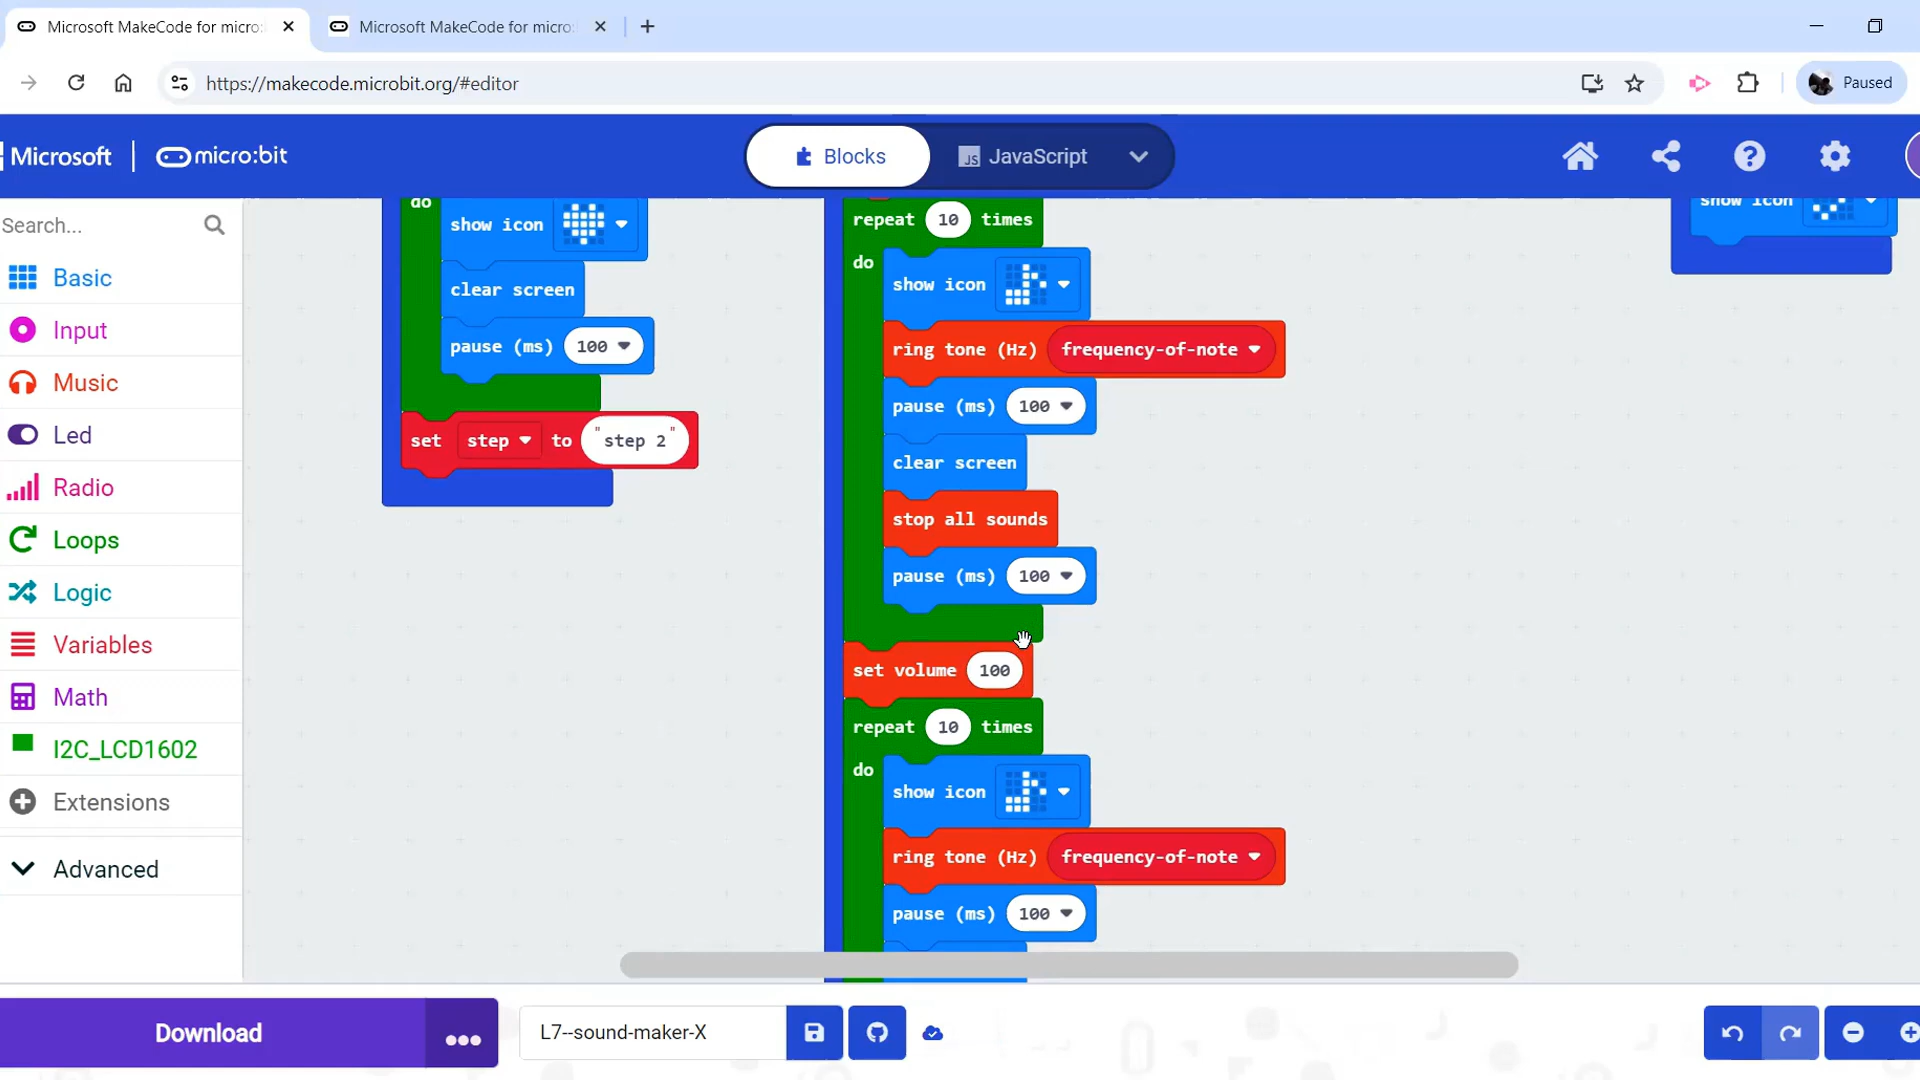 Microsoft MakeCode for micro:
Microsoft MakeCode for micro:
https://makecode.microbit.org/#editor
Paused
Microsoft
micro:bit
Blocks
JS JavaScript
Search...
Basic
Input
Music
Led
Radio
Loops
Logic
Variables
Math
I2C_LCD1602
Extensions
Advanced
do
show icon
clear screen
pause (ms) 100
set step to "step 2"
repeat 10 times
do
show icon
ring tone (Hz) frequency-of-note
pause (ms) 100
clear screen
stop all sounds
pause (ms) 100
set volume 100
repeat 10 times
do
show icon
ring tone (Hz) frequency-of-note
pause (ms) 100
show icon
Download
L7--sound-maker-X